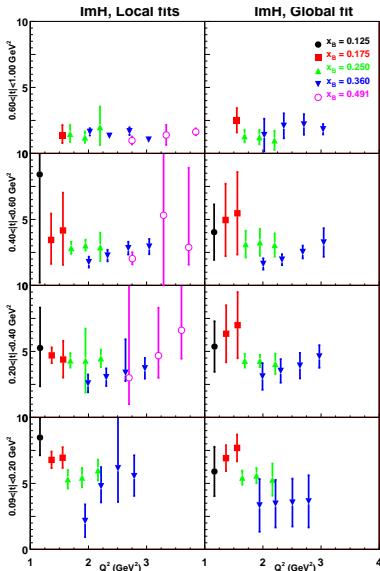 ImH, Local fits ImH, Global fit
10
0.60<|t|<1.00 GeV²
5
x_B = 0.125
x_B = 0.175
x_B = 0.250
x_B = 0.360
x_B = 0.491
10
0.40<|t|<0.60 GeV²
5
10
0.20<|t|<0.40 GeV²
5
10
0.09<|t|<0.20 GeV²
5
0
1 2 3 1 2 3 4
Q² (GeV²) Q² (GeV²)